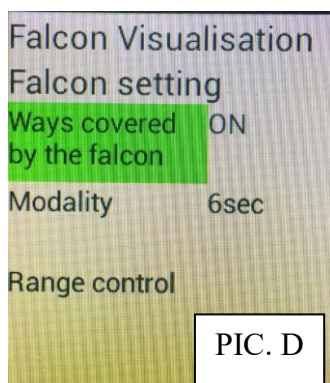 Falcon Visualisation
Falcon setting
Ways covered ON
by the falcon
Modality 6sec
Range control
PIC. D